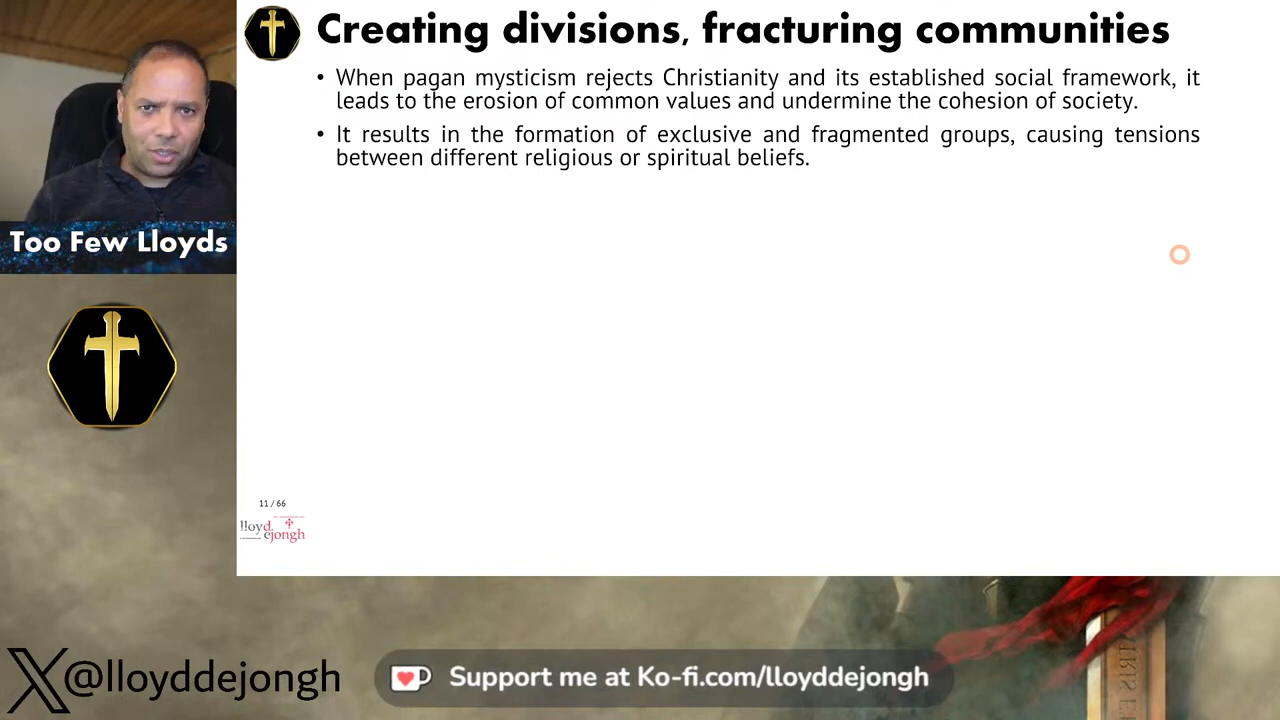 Creating divisions, fracturing communities
• When pagan mysticism rejects Christianity and its established social framework, it
leads to the erosion of common values and undermine the cohesion of society.
• It results in the formation of exclusive and fragmented groups, causing tensions
between different religious or spiritual beliefs.
Too Few Lloyds
11 / 66
lloyd
ejongh
X@lloyddejongh
Support me at Ko-fi.com/lloyddejongh